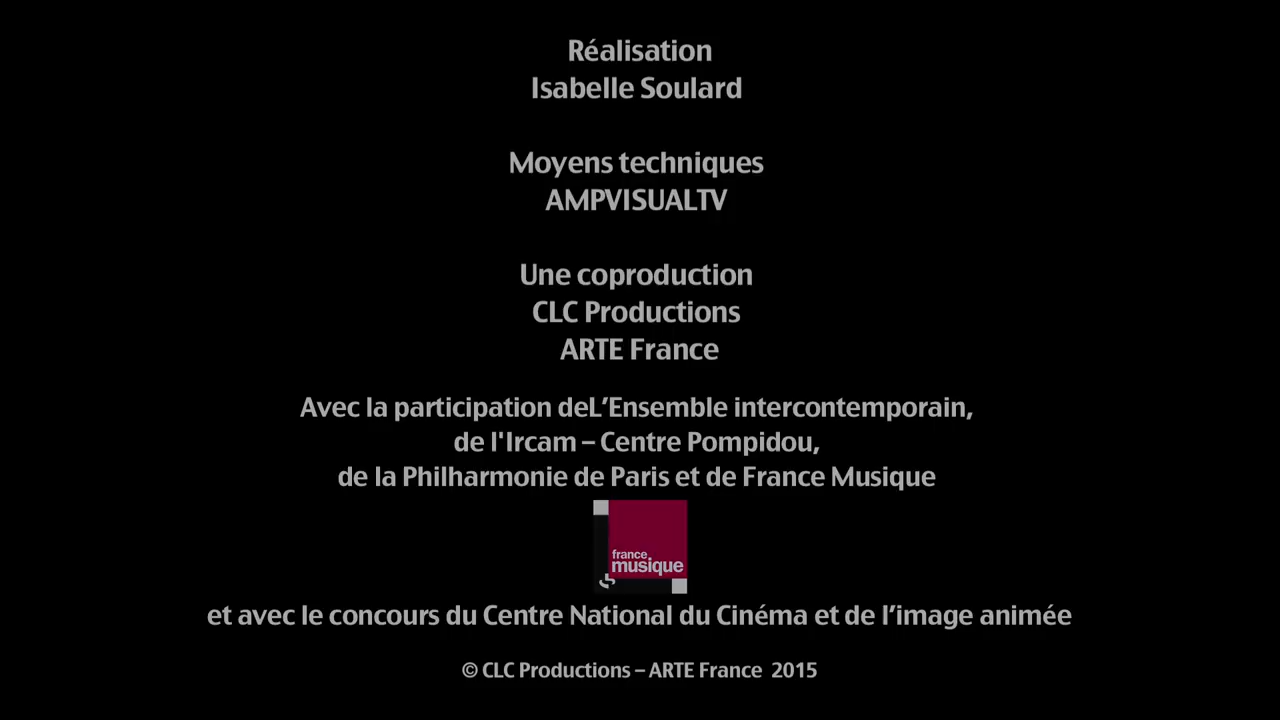 Réalisation
Isabelle Soulard
Moyens techniques
AMPVISUALTV
Une coproduction
CLC Productions
ARTE France
Avec la participation deL’Ensemble intercontemporain,
de l'Ircam – Centre Pompidou,
de la Philharmonie de Paris et de France Musique
france
musique
et avec le concours du Centre National du Cinéma et de l’image animée
© CLC Productions – ARTE France 2015